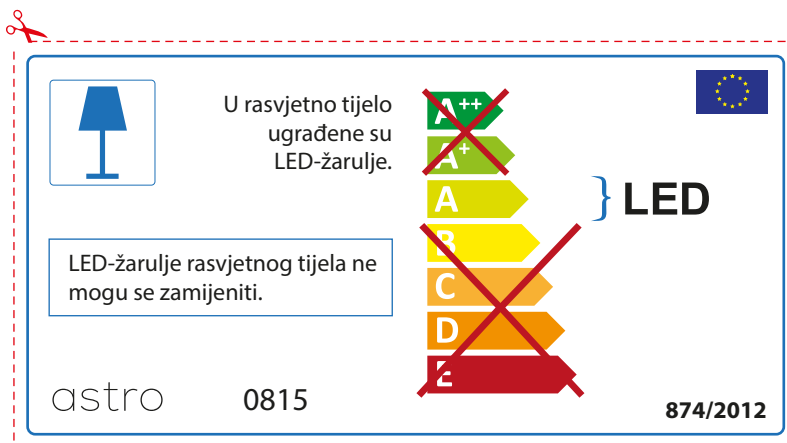 U rasvjetno tijelo
ugrađene su
LED-žarulje.
A++
A+
A
B
C
D
E
LED
LED-žarulje rasvjetnog tijela ne
mogu se zamijeniti.
astro
0815
874/2012